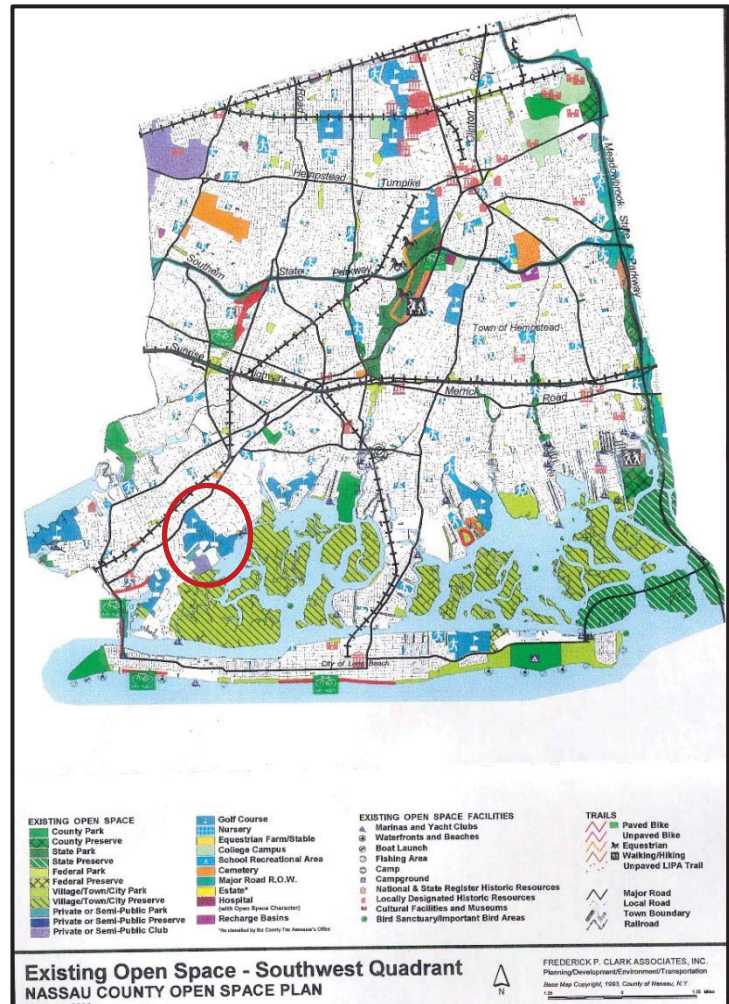 Road
Clinton
Road
Hempstead
Turnpike
Meadowbrook State Parkway
Southern
State
Parkway
Town of Hempstead
Sunrise
Highway
Merrick
Road
City of Long Beach
EXISTING OPEN SPACE
County Park
County Preserve
State Park
State Preserve
Federal Park
Federal Preserve
Village/Town/City Park
Village/Town/City Preserve
Private or Semi-Public Park
Private or Semi-Public Preserve
Private or Semi-Public Club
Golf Course
Nursery
Equestrian Farm/Stable
College Campus
School Recreational Area
Cemetery
Major Road R.O.W.
Estate*
Hospital
(with Open Space Character)
Recharge Basins
*As classified by the County Tax Assessor's Office
EXISTING OPEN SPACE FACILITIES
Marinas and Yacht Clubs
Waterfronts and Beaches
Boat Launch
Fishing Area
Camp
Campground
National & State Register Historic Resources
Locally Designated Historic Resources
Cultural Facilities and Museums
Bird Sanctuary/Important Bird Areas
TRAILS
Paved Bike
Unpaved Bike
Equestrian
Walking/Hiking
Unpaved LIPA Trail
Major Road
Local Road
Town Boundary
Railroad
Existing Open Space - Southwest Quadrant
NASSAU COUNTY OPEN SPACE PLAN
N
FREDERICK P. CLARK ASSOCIATES, INC.
Planning/Development/Environment/Transportation
Base Map Copyright, 1993, County of Nassau, N.Y.